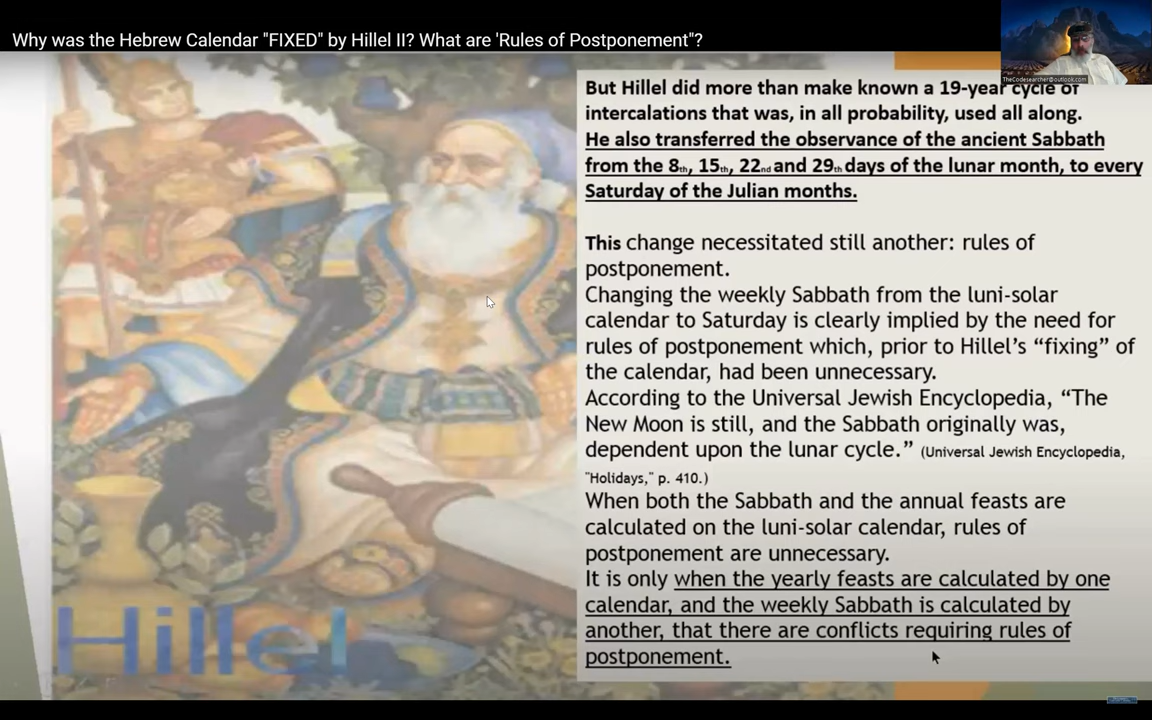 Why was the Hebrew Calendar "FIXED" by Hillel II? What are 'Rules of Postponement"?
TheCodesearcher@outlook.com
But Hillel did more than make known a 19-year cycle of
intercalations that was, in all probability, used all along.
He also transferred the observance of the ancient Sabbath
from the 8th, 15th, 22nd and 29th days of the lunar month, to every
Saturday of the Julian months.
This change necessitated still another: rules of
postponement.
Changing the weekly Sabbath from the luni-solar
calendar to Saturday is clearly implied by the need for
rules of postponement which, prior to Hillel's “fixing” of
the calendar, had been unnecessary.
According to the Universal Jewish Encyclopedia, “The
New Moon is still, and the Sabbath originally was,
dependent upon the lunar cycle.” (Universal Jewish Encyclopedia,
"Holidays," p. 410.)
When both the Sabbath and the annual feasts are
calculated on the luni-solar calendar, rules of
postponement are unnecessary.
It is only when the yearly feasts are calculated by one
calendar, and the weekly Sabbath is calculated by
another, that there are conflicts requiring rules of
postponement.
Hillel